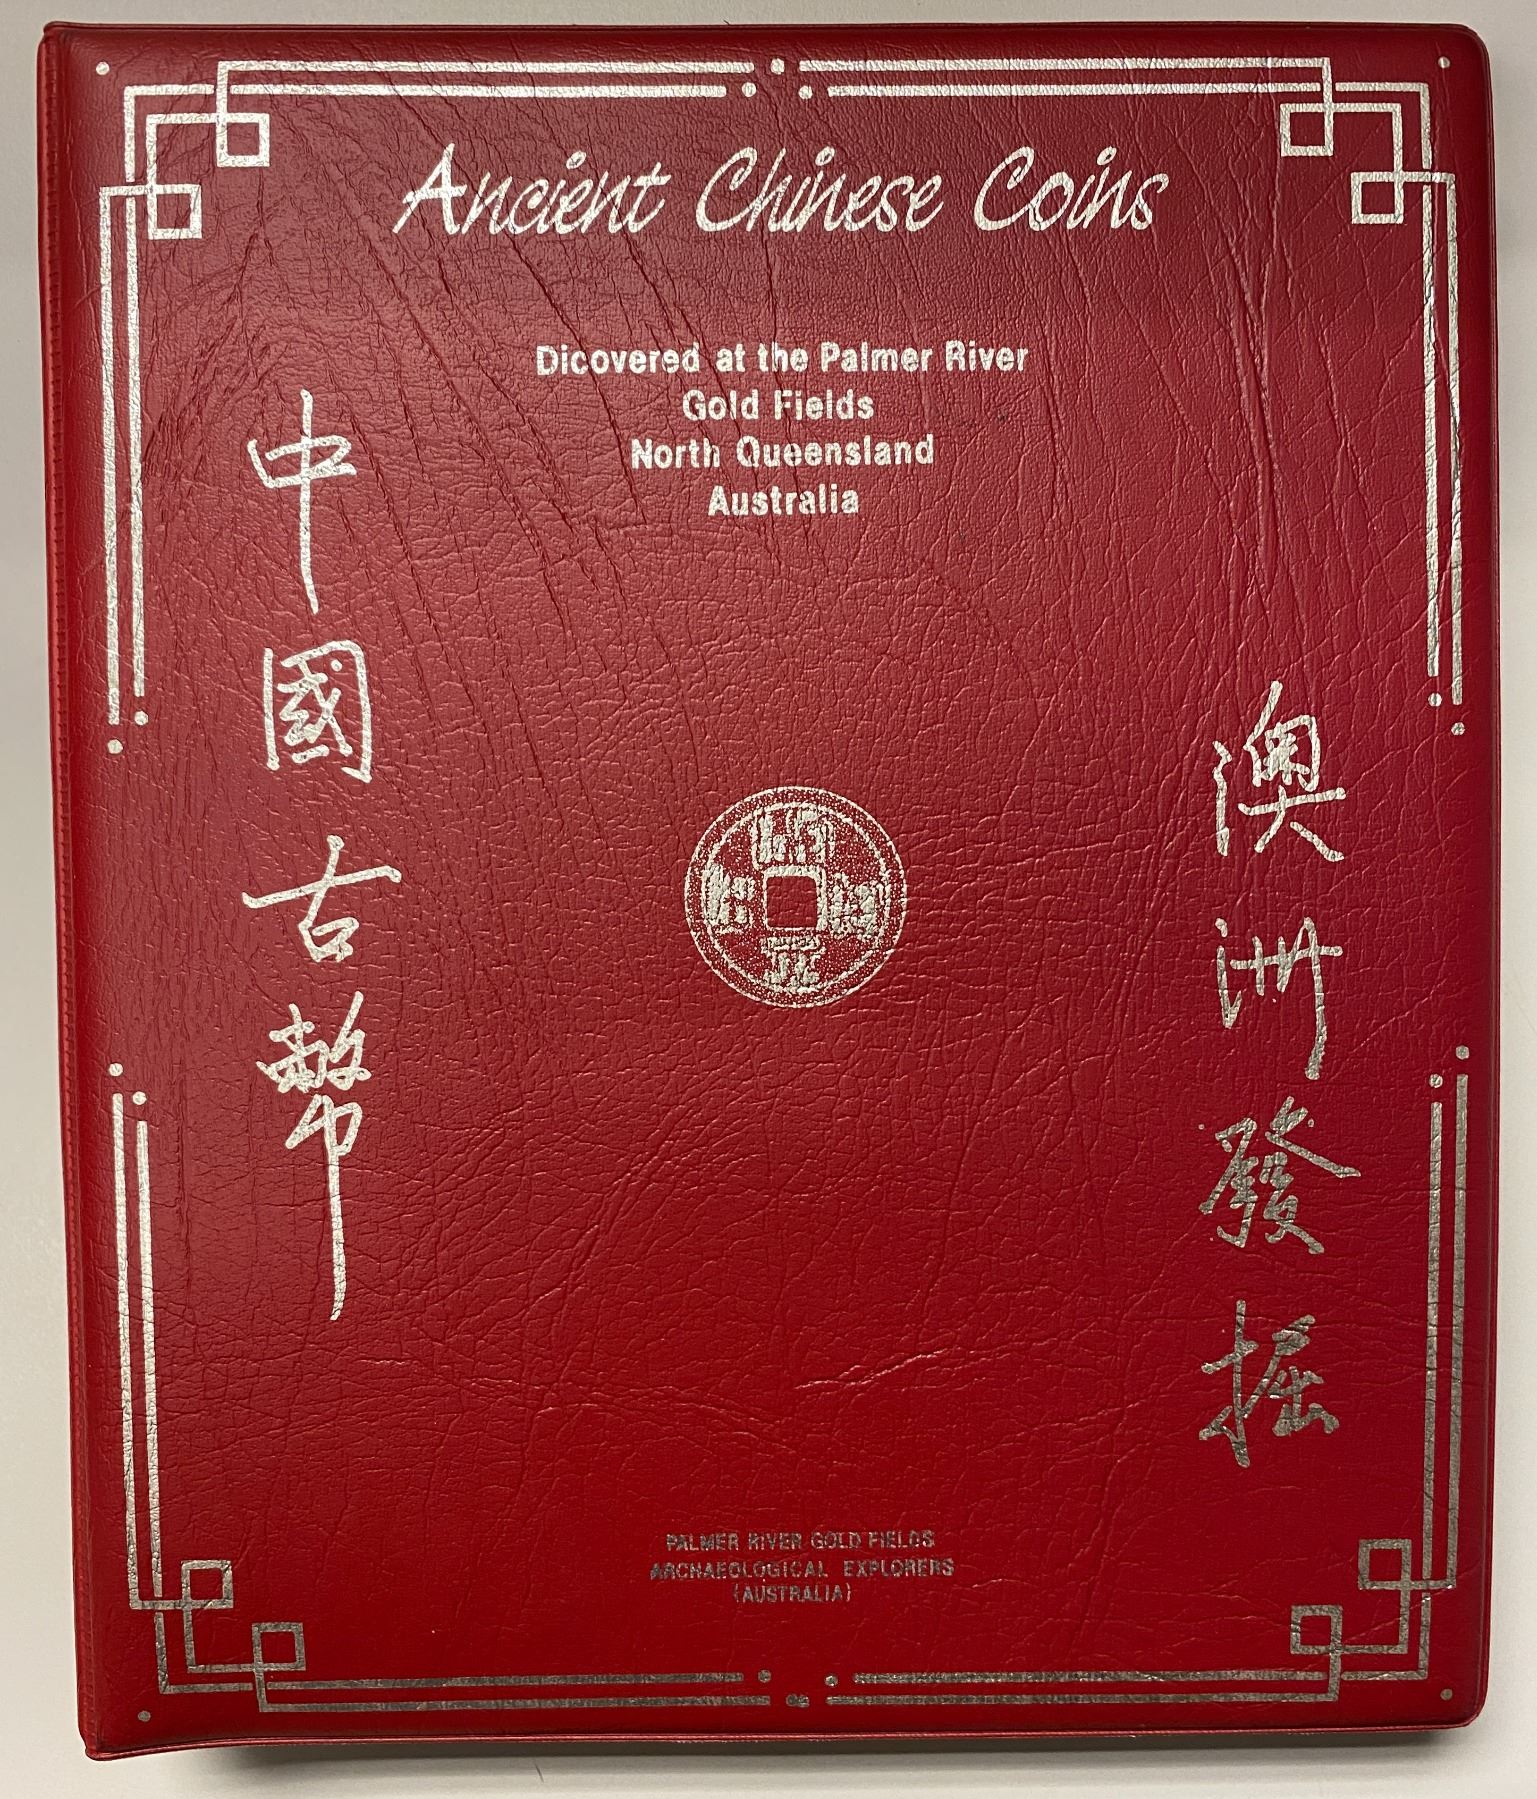 Ancient Chinese Coins
Dicovered at the Palmer River
Gold Fields
North Queensland
Australia
中國古幣
澳洲發掘
PALMER RIVER GOLD FIELDS
ARCHAEOLOGICAL EXPLORERS
(AUSTRALIA)